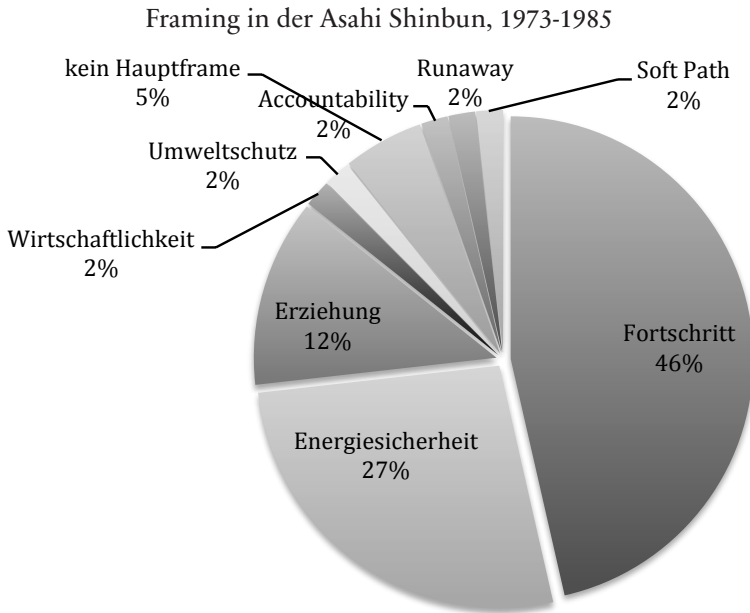 Framing in der Asahi Shinbun, 1973-1985
kein Hauptframe
5%
Accountability
2%
Runaway
2%
Soft Path
2%
Umweltschutz
2%
Wirtschaftlichkeit
2%
Erziehung
12%
Fortschritt
46%
Energiesicherheit
27%